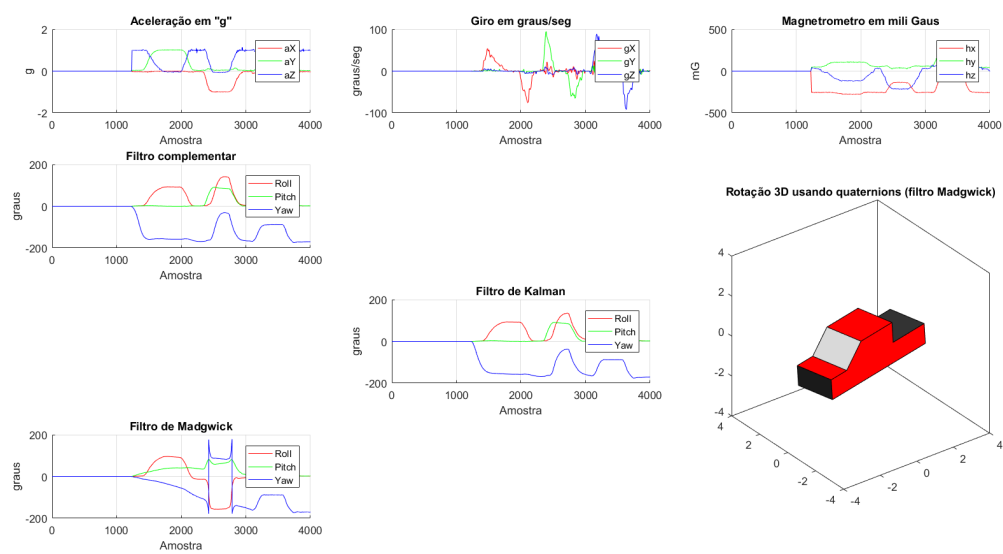 Aceleração em "g"
2
0
-2
g
aX
aY
aZ
0 1000 2000 3000 4000
Amostra
Giro em graus/seg
100
0
-100
graus/seg
gX
gY
gZ
0 1000 2000 3000 4000
Amostra
Magnetrometro em mili Gaus
500
0
-500
mG
hx
hy
hz
0 1000 2000 3000 4000
Amostra
Filtro complementar
200
0
-200
graus
Roll
Pitch
Yaw
0 1000 2000 3000 4000
Amostra
Rotação 3D usando quaternions (filtro Madgwick)
4
2
0
-2
-4
4
2
0
-2
-4
-4
-2
0
2
4
Filtro de Kalman
200
0
-200
graus
Roll
Pitch
Yaw
0 1000 2000 3000 4000
Amostra
Filtro de Madgwick
200
0
-200
graus
Roll
Pitch
Yaw
0 1000 2000 3000 4000
Amostra